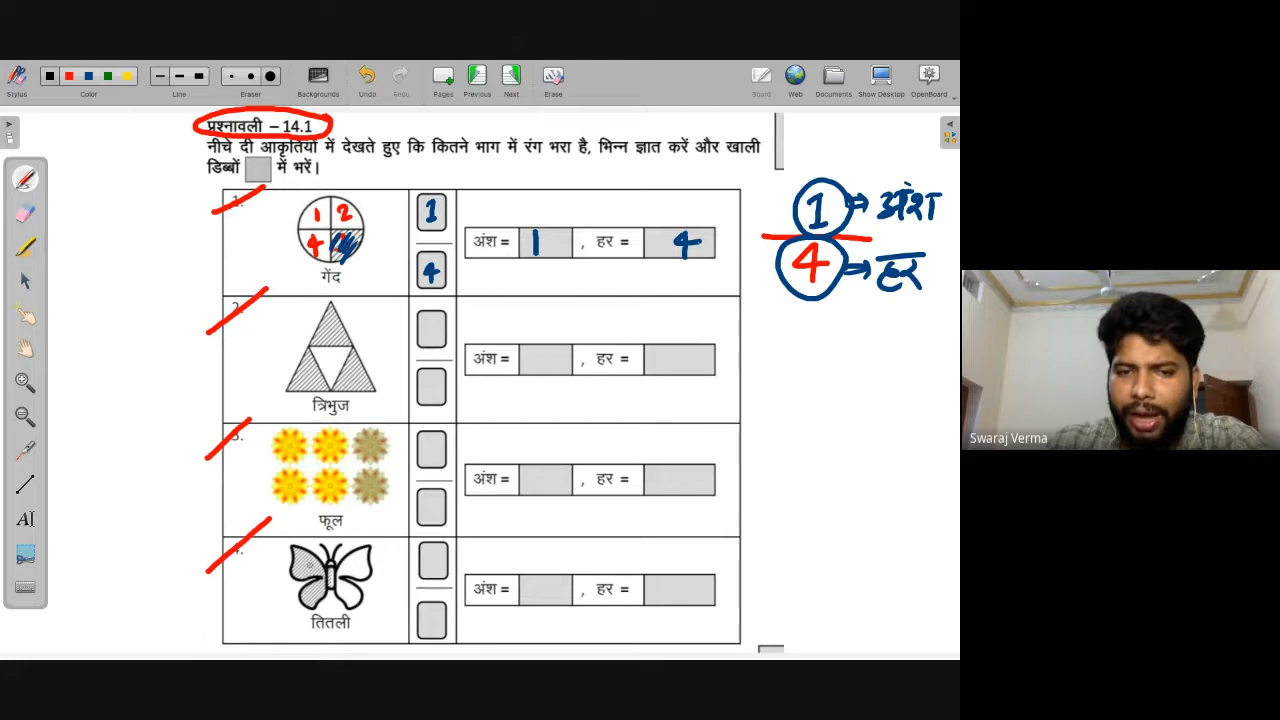 Stylus
Color
Line
Eraser
Backgrounds
Undo
Redo
Pages
Previous
Next
Erase
Board
Web
Documents
Show Desktop
OpenBoard
प्रश्नावली – 14.1
नीचे दी आकृतियों में देखते हुए कि कितने भाग में रंग भरा है, भिन्न ज्ञात करें और खाली
डिब्बों में भरें।
1.
1 2
4
गेंद
1
4
अंश = 1 , हर = 4
1 ⇒ अंश
4 ⇒ हर
2.
त्रिभुज
अंश = , हर =
3.
फूल
अंश = , हर =
4.
तितली
अंश = , हर =
Swaraj Verma